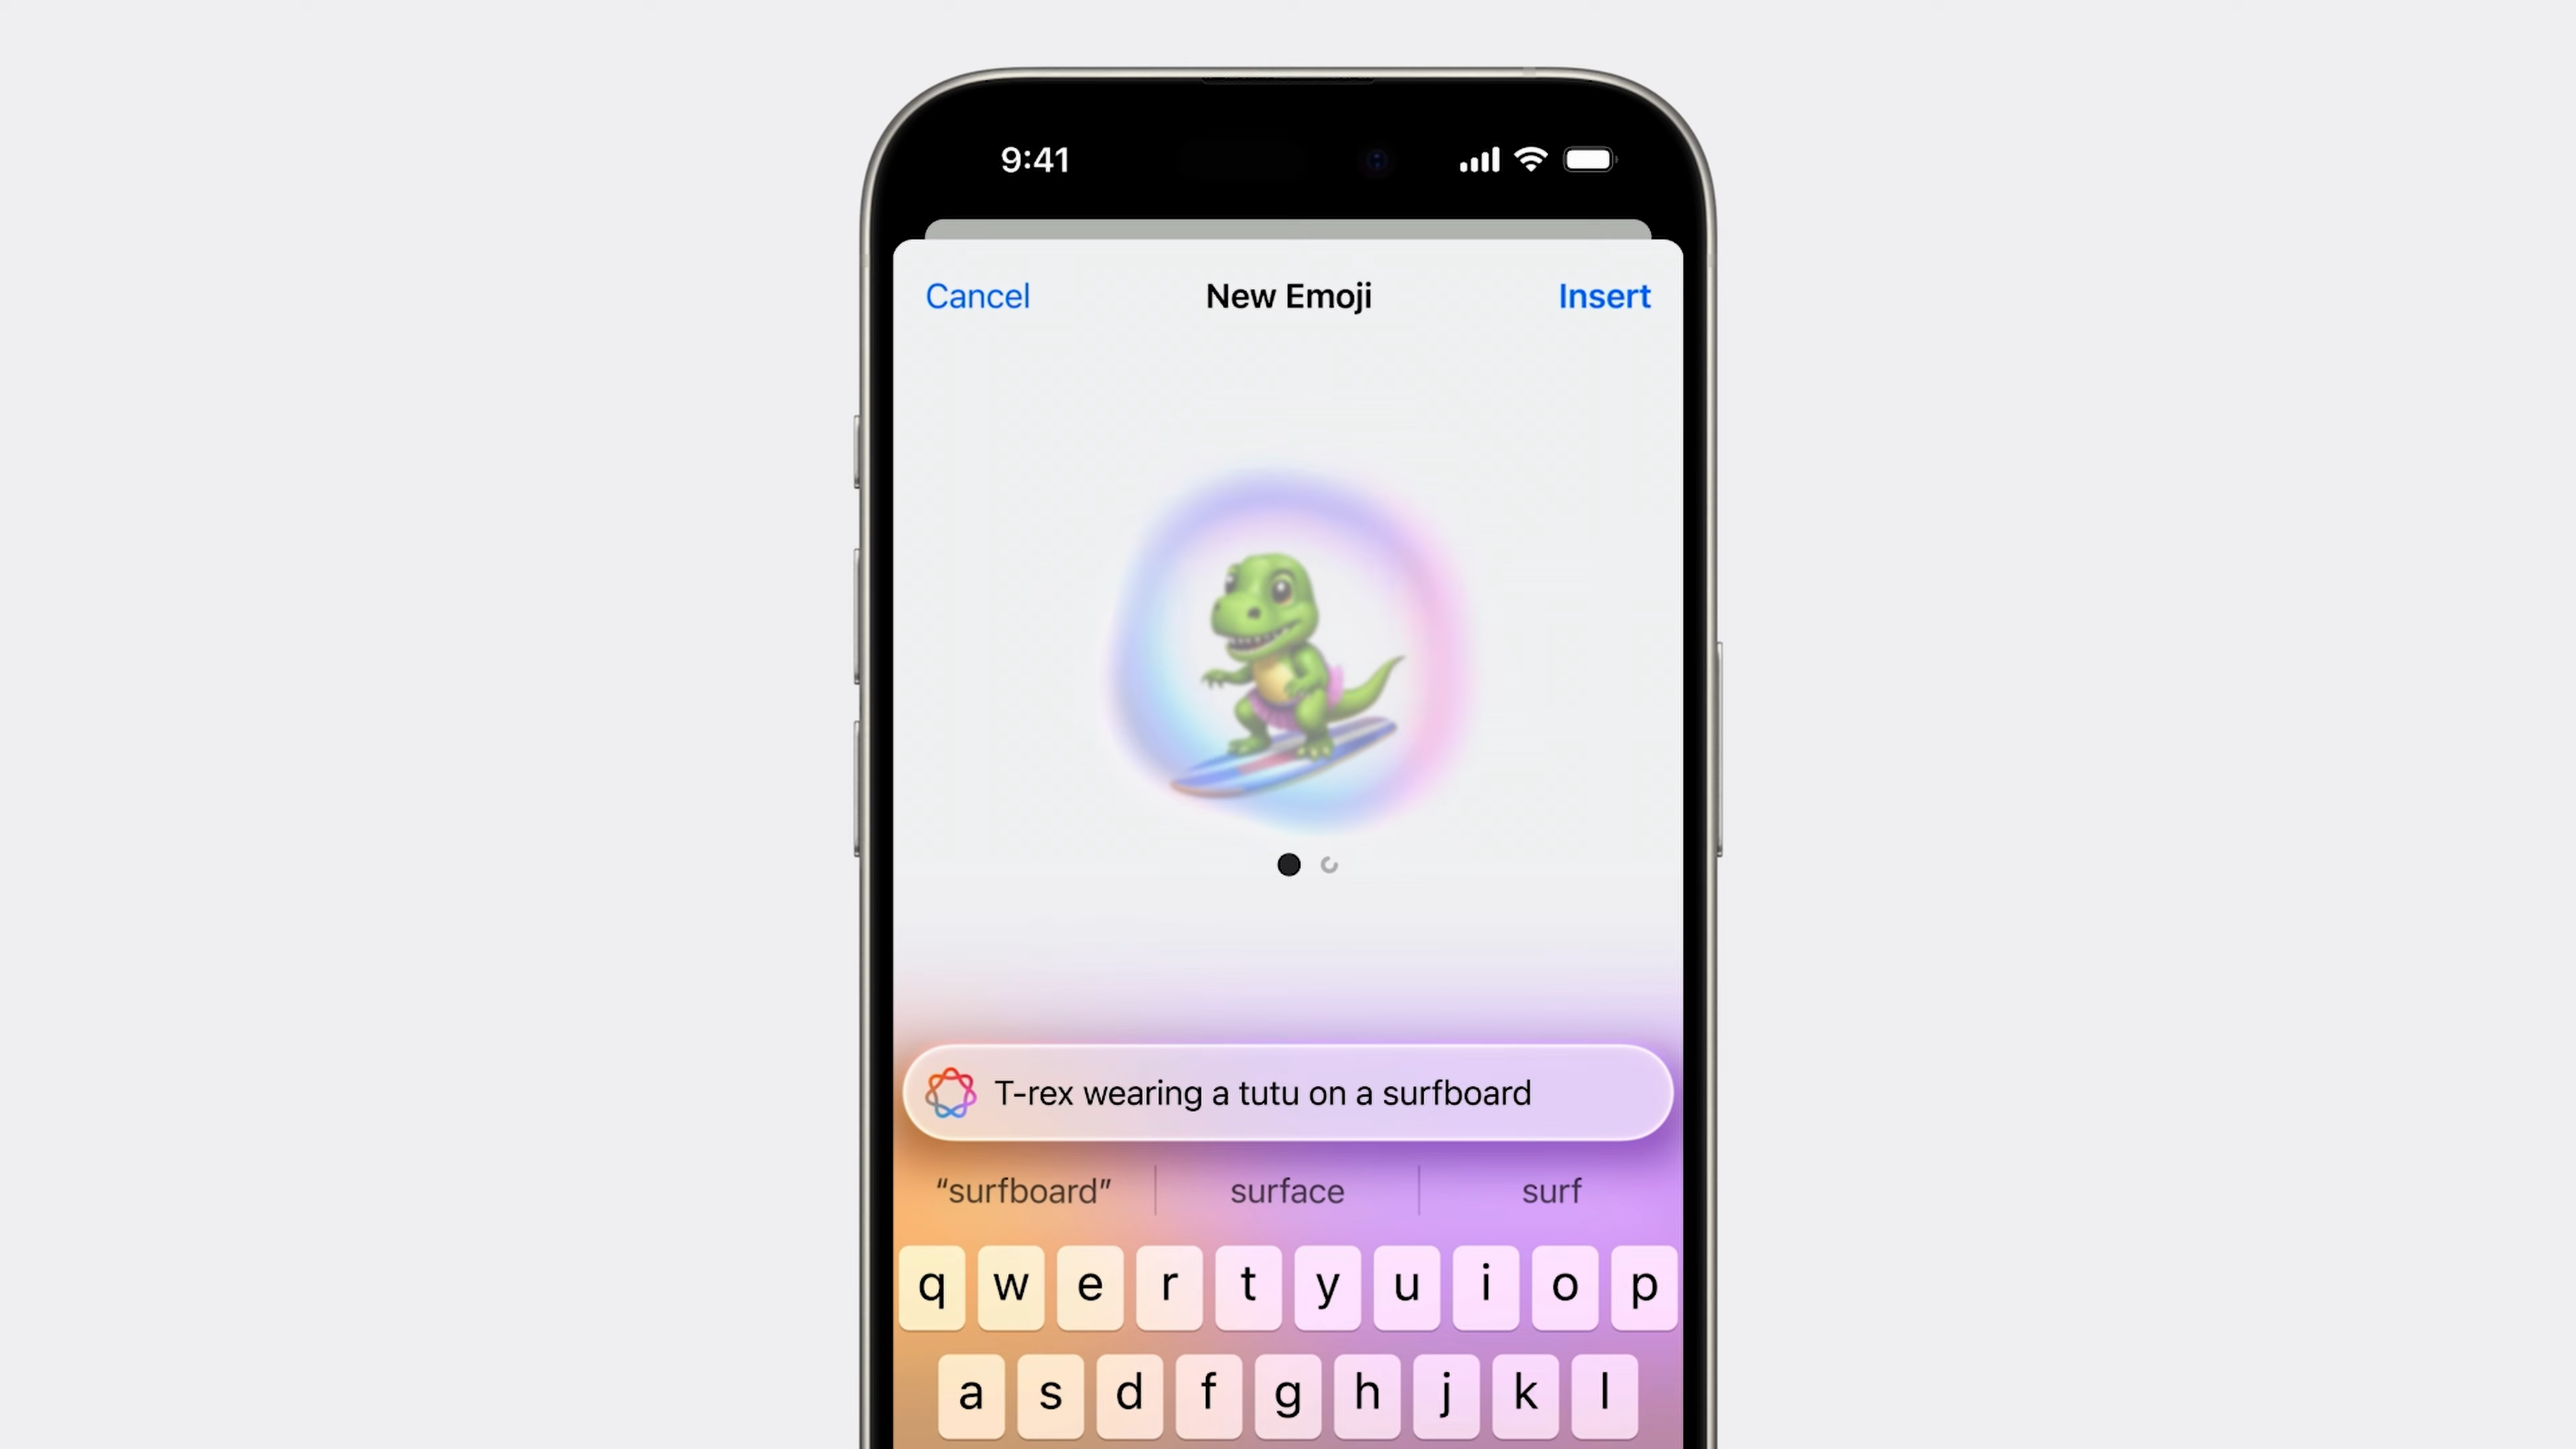 9:41
Cancel New Emoji Insert
T-rex wearing a tutu on a surfboard
“surfboard” surface surf
q w e r t y u i o p
a s d f g h j k l